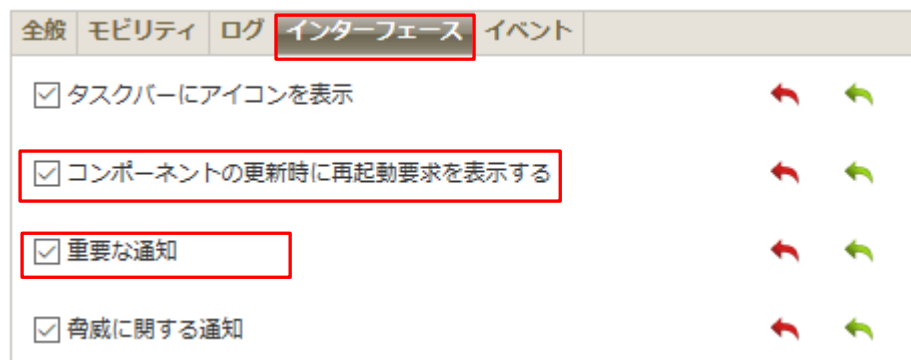 全般 モビリティ ログ インターフェース イベント
タスクバーにアイコンを表示
コンポーネントの更新時に再起動要求を表示する
重要な通知
脅威に関する通知